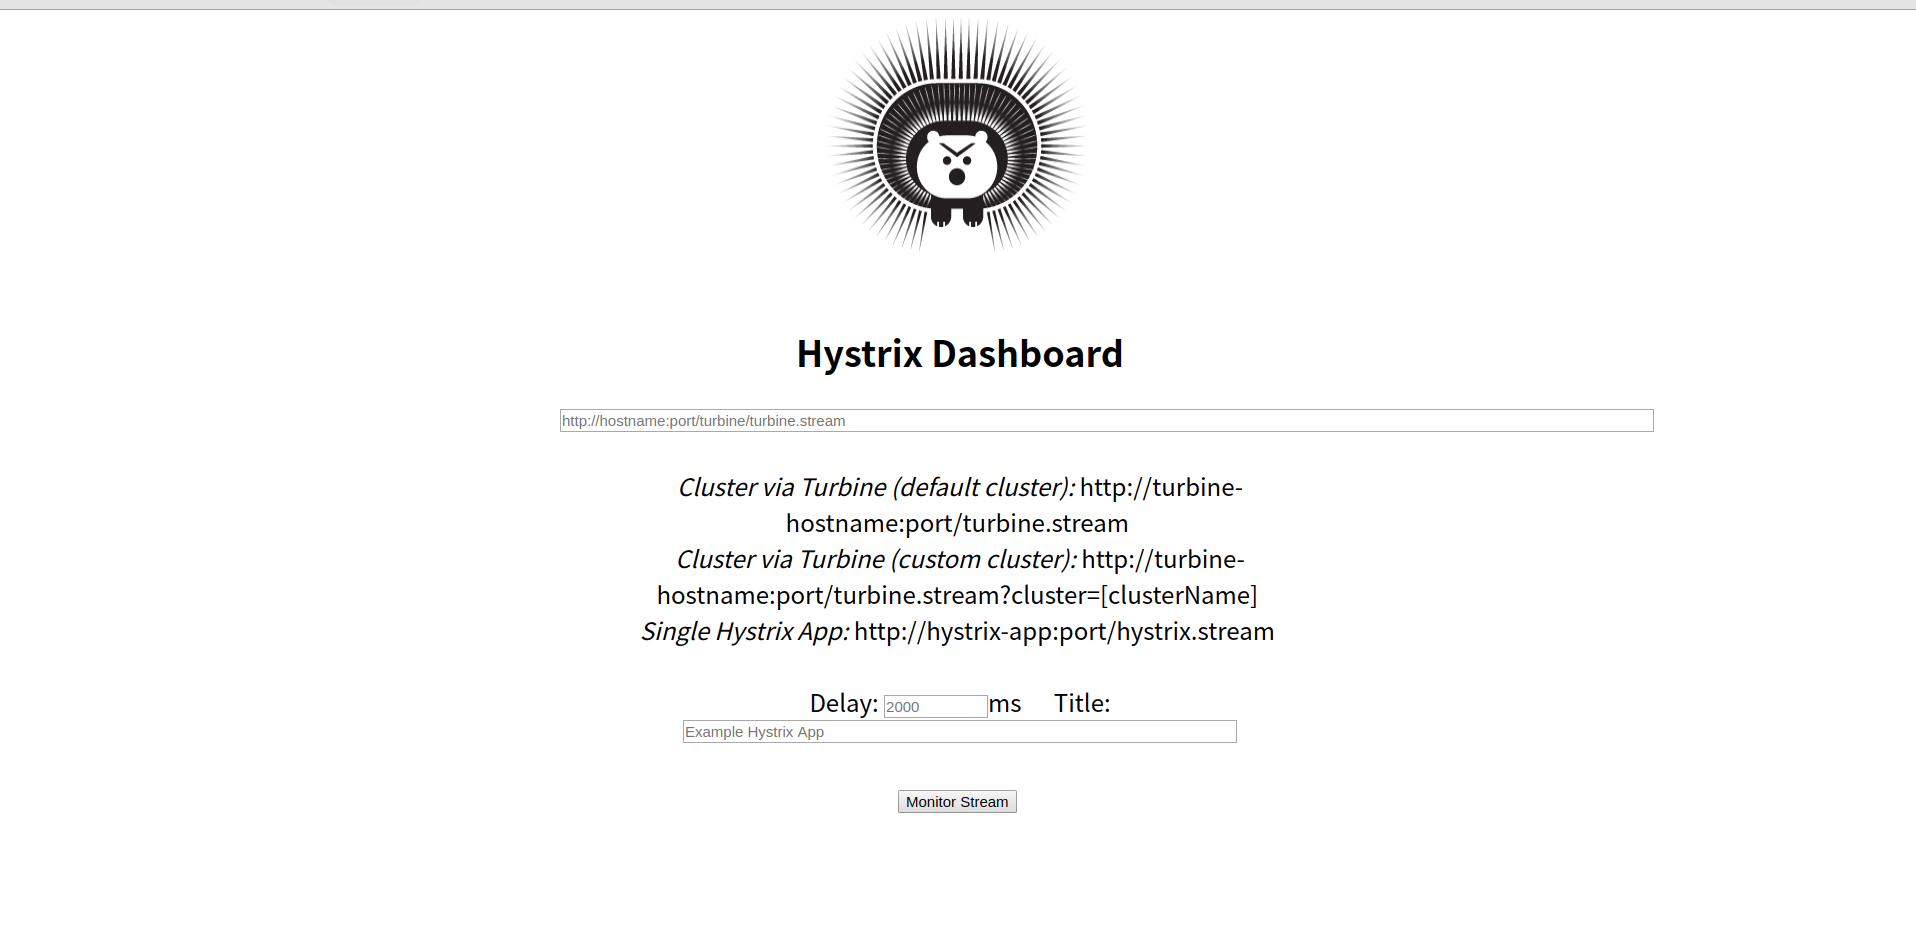 Hystrix Dashboard
http://hostname:port/turbine/turbine.stream
Cluster via Turbine (default cluster): http://turbine-
hostname:port/turbine.stream
Cluster via Turbine (custom cluster): http://turbine-
hostname:port/turbine.stream?cluster=[clusterName]
Single Hystrix App: http://hystrix-app:port/hystrix.stream
Delay: 2000 ms Title:
Example Hystrix App
Monitor Stream